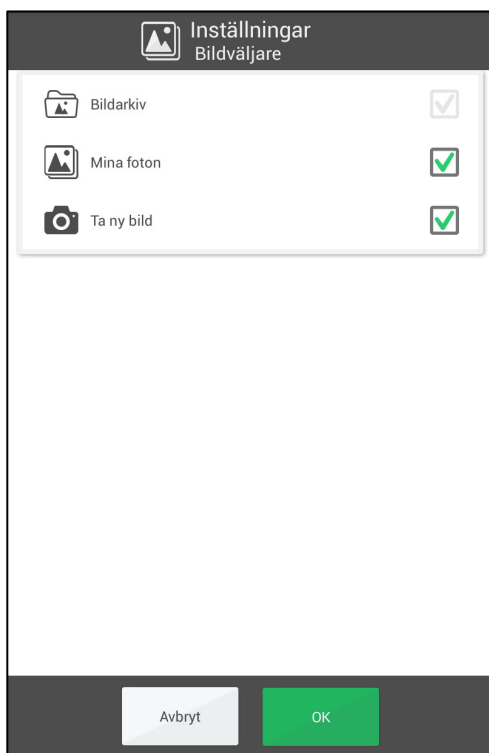 Inställningar
Bildväljare
Bildarkiv
Mina foton
Ta ny bild
Avbryt
OK